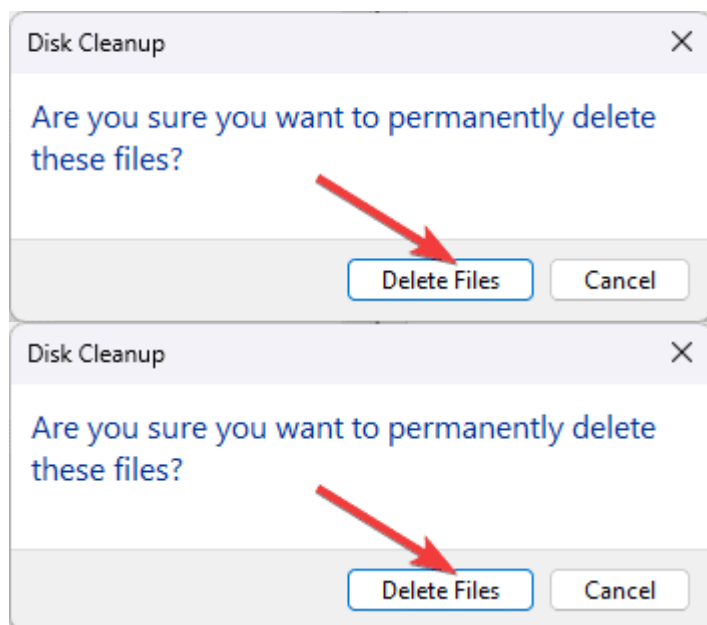 Disk Cleanup
Are you sure you want to permanently delete
these files?
Delete Files Cancel
Disk Cleanup
Are you sure you want to permanently delete
these files?
Delete Files Cancel